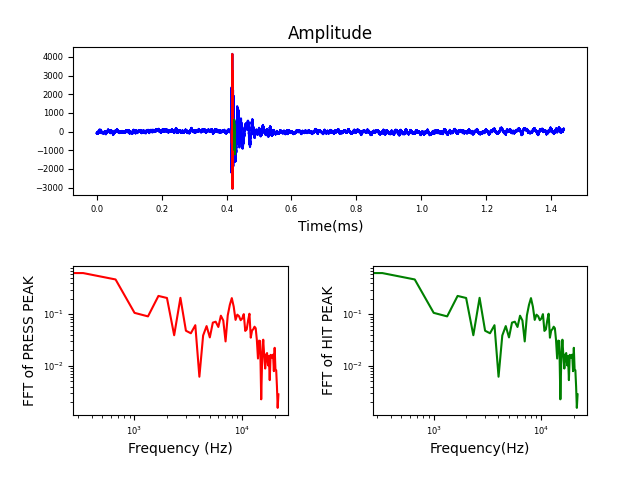 Amplitude
4000
3000
2000
1000
0
−1000
−2000
−3000
0.0 0.2 0.4 0.6 0.8 1.0 1.2 1.4
Time(ms)
FFT of PRESS PEAK
10⁻¹
10⁻²
10³ 10⁴
Frequency (Hz)
FFT of HIT PEAK
10⁻¹
10⁻²
10³ 10⁴
Frequency(Hz)